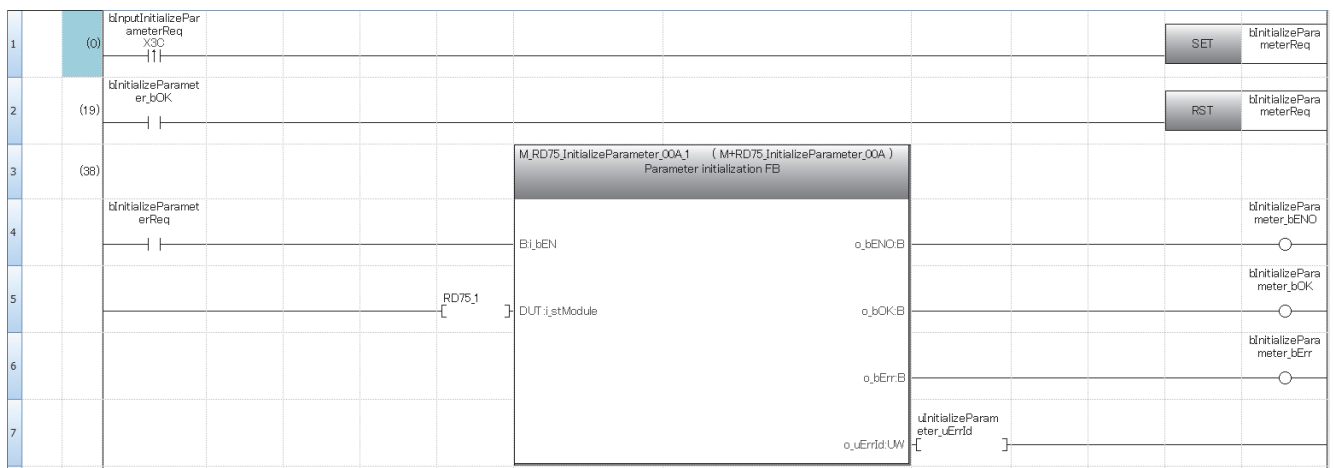 1
(0)
bInputInitializePar
ameterReq
X3C
SET
bInitializePara
meterReq
2
(19)
bInitializeParamet
er_bOK
RST
bInitializePara
meterReq
3
(38)
M_RD75_InitializeParameter_00A_1 ( M+RD75_InitializeParameter_00A )
Parameter initialization FB
4
bInitializeParamet
erReq
B:i_bEN
o_bENO:B
bInitializePara
meter_bENO
5
RD75_1
DUT:i_stModule
o_bOK:B
bInitializePara
meter_bOK
6
o_bErr:B
bInitializePara
meter_bErr
7
o_uErrId:UW
uInitializeParam
eter_uErrId